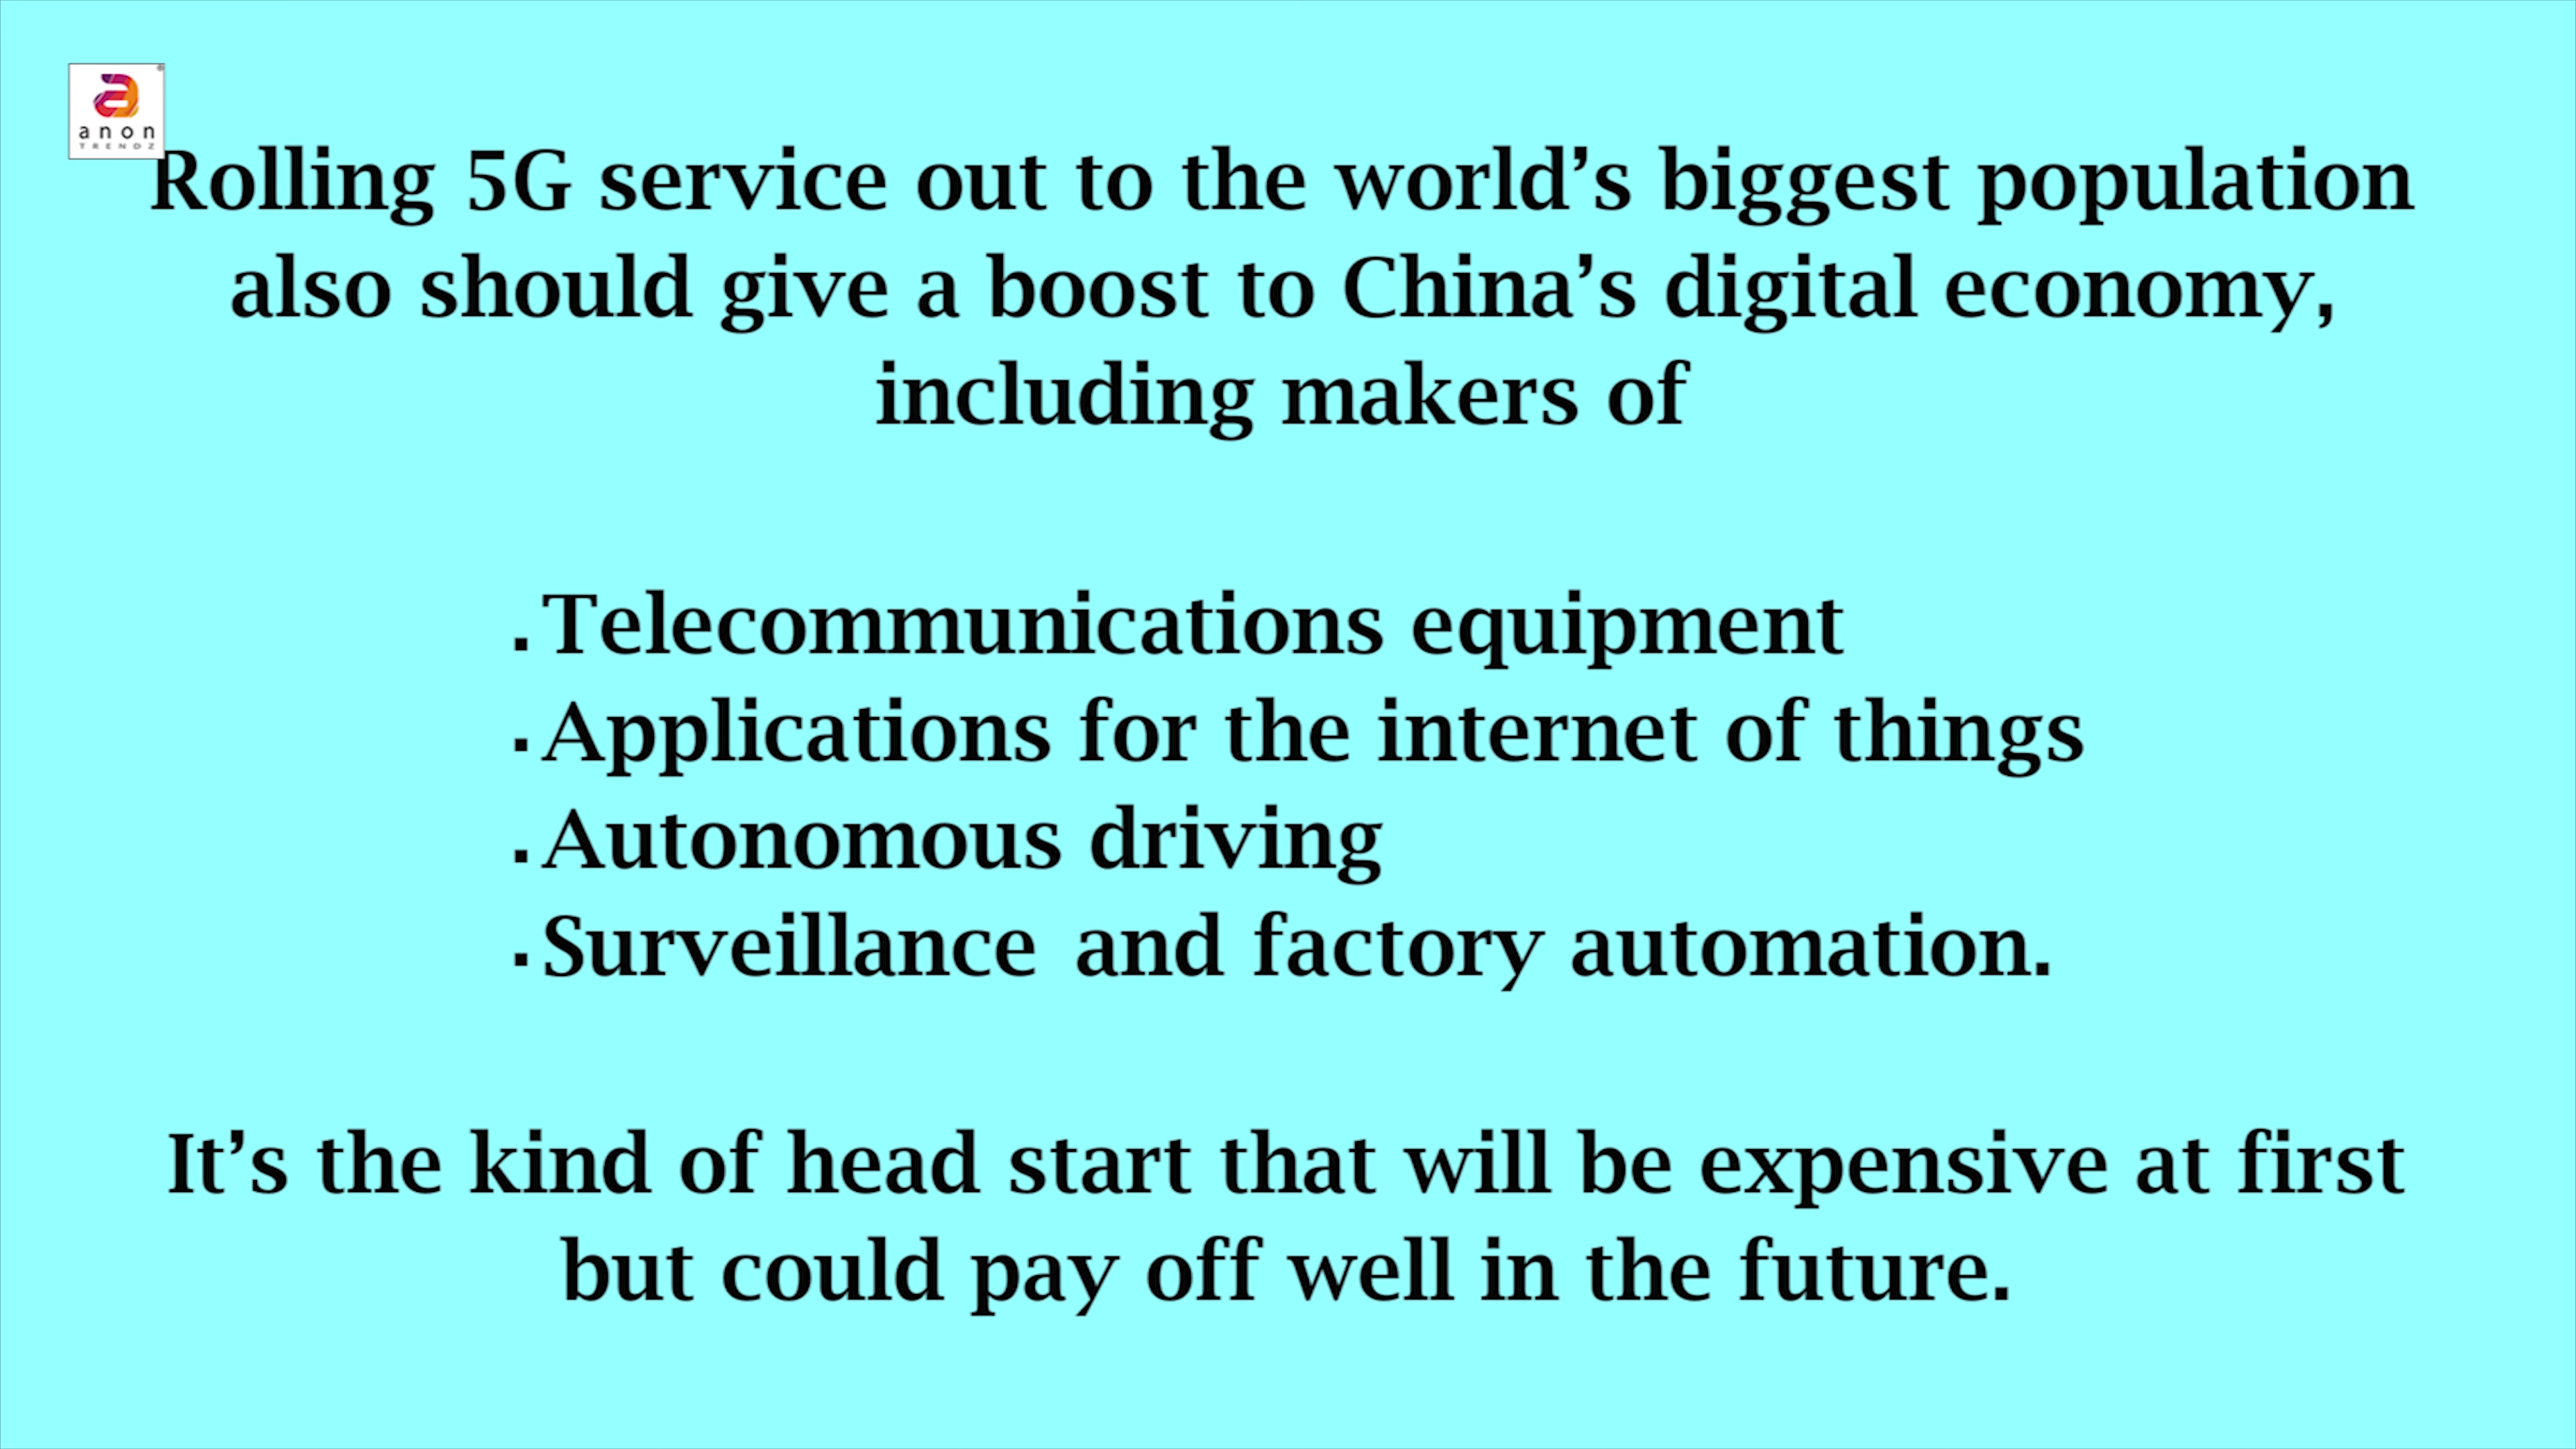 anon
TRENDZ
Rolling 5G service out to the world’s biggest population
also should give a boost to China’s digital economy,
including makers of
▪Telecommunications equipment
▪Applications for the internet of things
▪Autonomous driving
▪Surveillance and factory automation.
It’s the kind of head start that will be expensive at first
but could pay off well in the future.